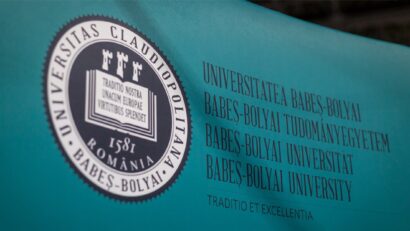 UNIVERSITAS CLAUDIOPOLITANA
TRADITIO NOSTRA
UNACUM EUROPAE
VIRTUTIBUS SPLENDET
1581
ROMÂNIA
·BABEȘ-BOLYAI·
UNIVERSITATEA BABEȘ-BOLYAI
BABEȘ-BOLYAI TUDOMÁNYEGYETEM
BABEȘ-BOLYAI UNIVERSITÄT
BABEȘ-BOLYAI UNIVERSITY
TRADITIO ET EXCELLENTIA